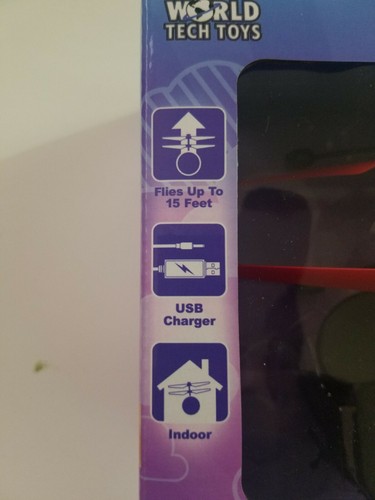 WORLD
TECH TOYS
Flies Up To
15 Feet
USB
Charger
Indoor